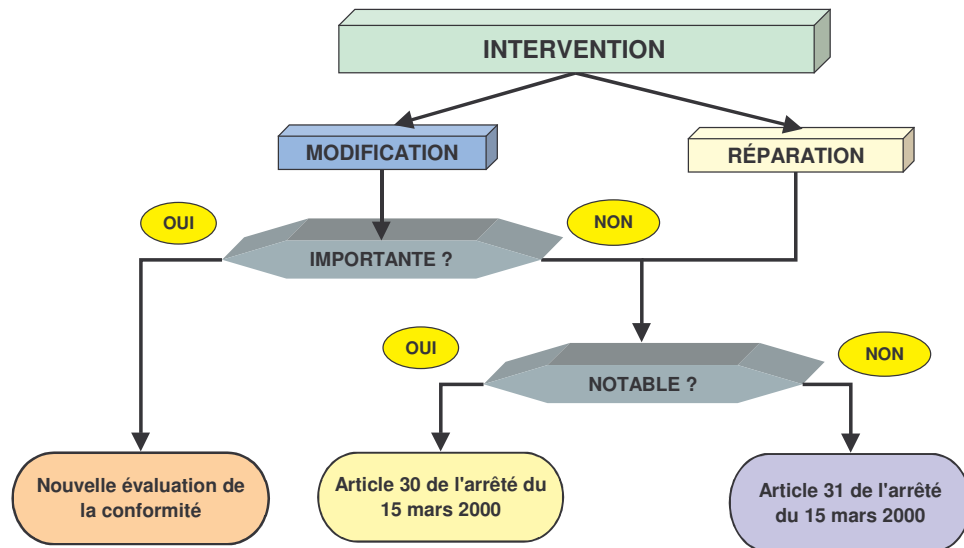 INTERVENTION
MODIFICATION
RÉPARATION
OUI
NON
IMPORTANTE ?
OUI
NON
NOTABLE ?
Nouvelle évaluation de
la conformité
Article 30 de l'arrêté du
15 mars 2000
Article 31 de l'arrêté
du 15 mars 2000